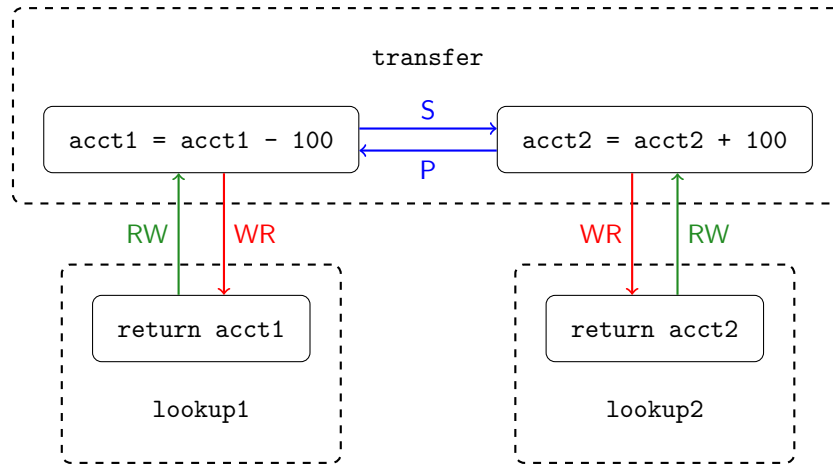 transfer
S
acct1 = acct1 - 100
acct2 = acct2 + 100
P
RW
WR
WR
RW
return acct1
return acct2
lookup1
lookup2